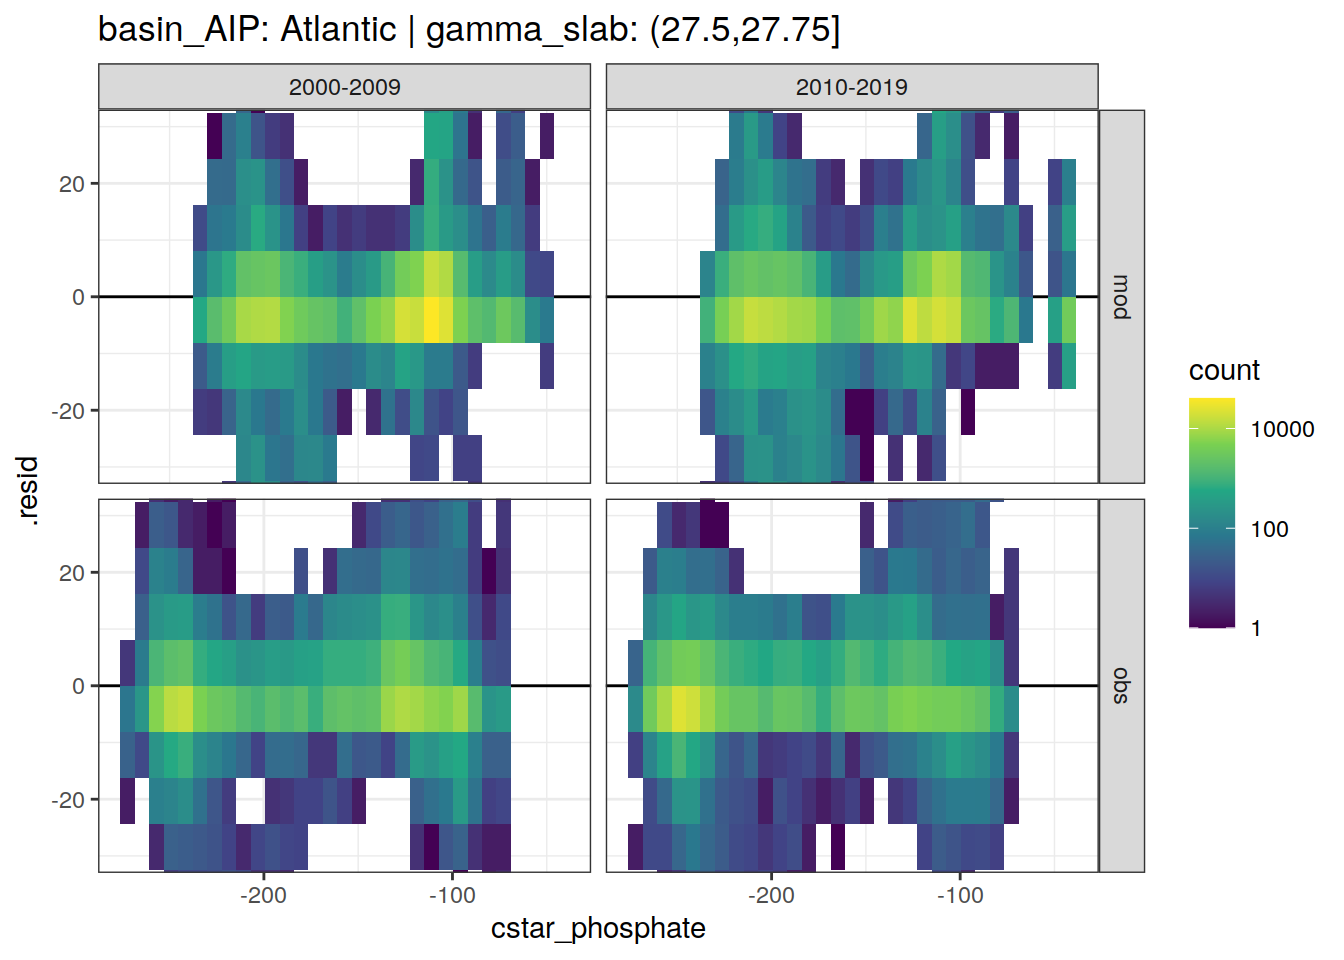 basin_AIP: Atlantic | gamma_slab: (27.5,27.75]
2000-2009
2010-2019
20
0
-20
mod
20
0
-20
obs
.resid
-200
-100
-200
-100
cstar_phosphate
count
10000
100
1